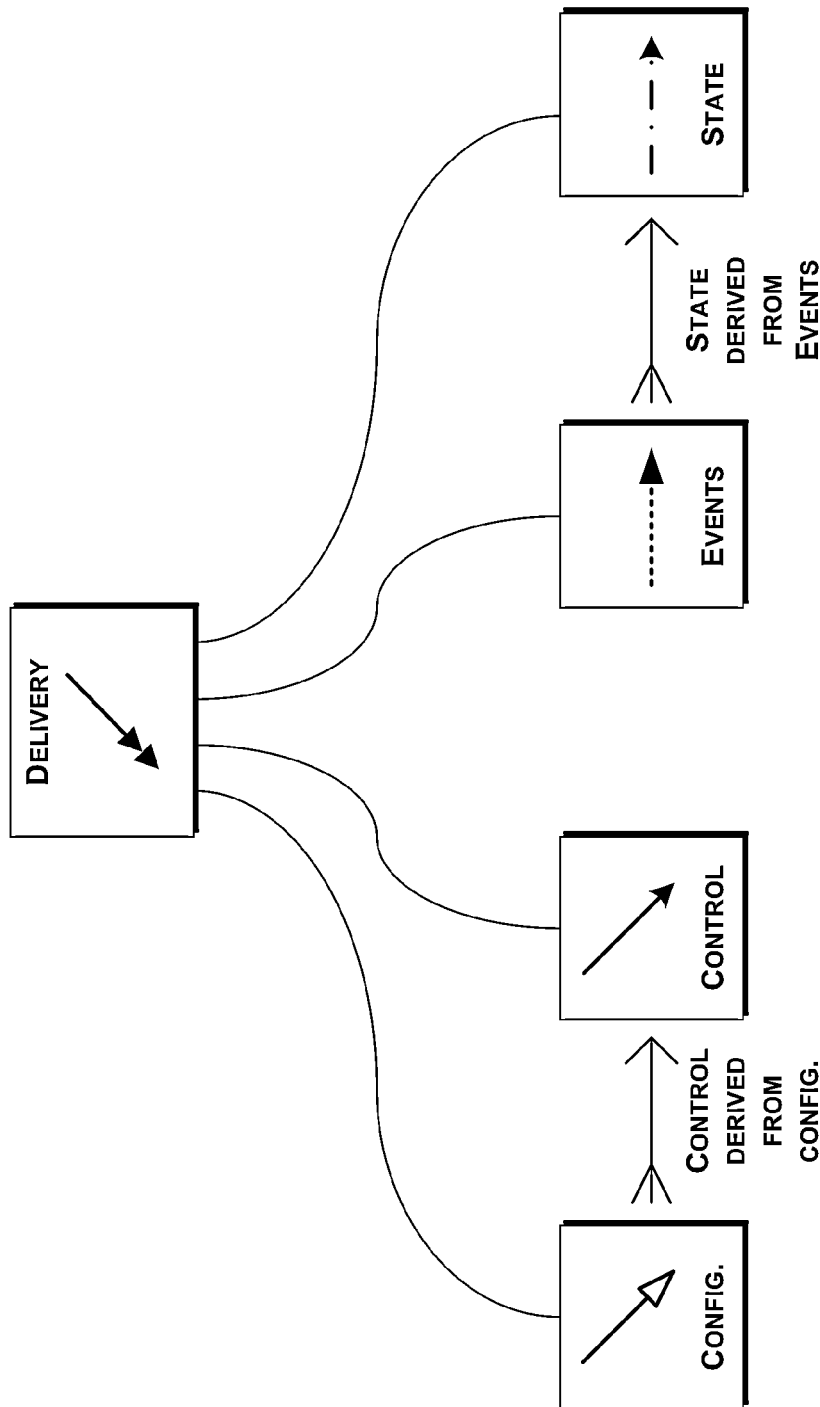 DELIVERY
CONFIG.
CONTROL
DERIVED
FROM
CONFIG.
CONTROL
EVENTS
STATE
DERIVED
FROM
EVENTS
STATE